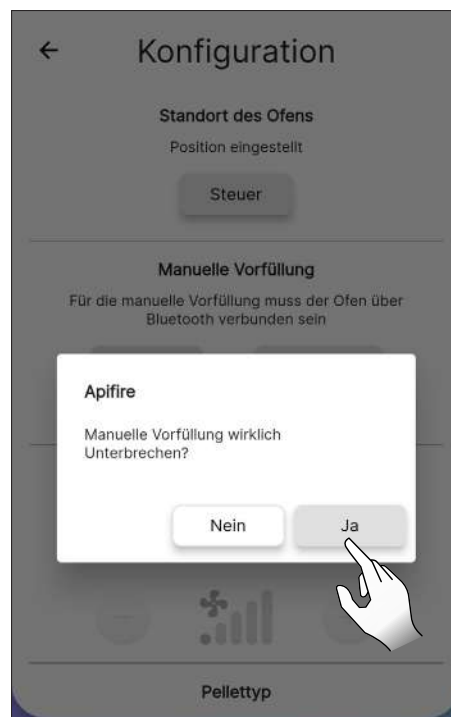 Konfiguration
Standort des Ofens
Position eingestellt
Steuer
Manuelle Vorfüllung
Für die manuelle Vorfüllung muss der Ofen über
Bluetooth verbunden sein
Apifire
Manuelle Vorfüllung wirklich
Unterbrechen?
Nein Ja
Pellettyp